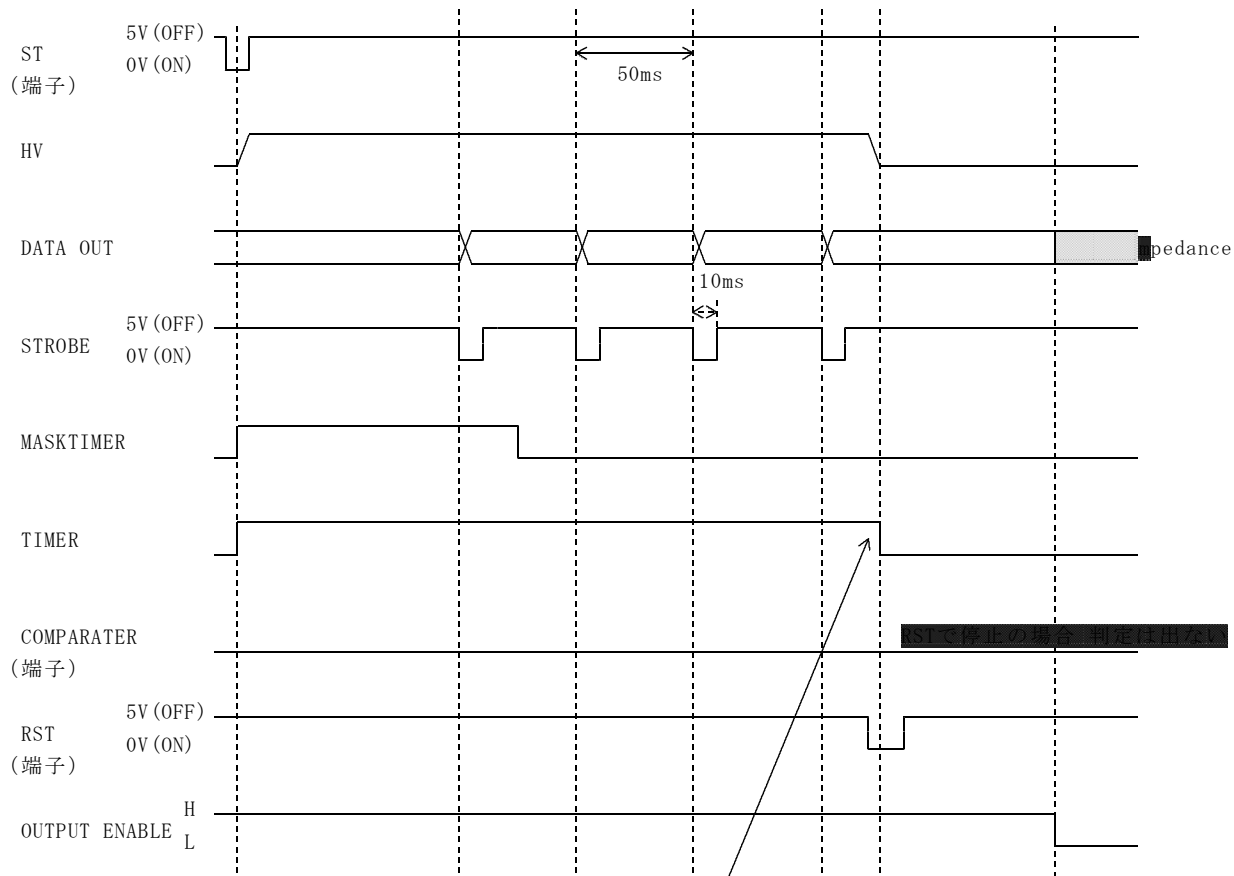 5V(OFF)
ST
0V(ON)
(端子)
50ms
HV
DATA OUT
mpedance
10ms
5V(OFF)
STROBE
0V(ON)
MASKTIMER
TIMER
COMPARATER
(端子)
RSTで停止の場合 判定は出ない
5V(OFF)
RST
0V(ON)
(端子)
H
OUTPUT ENABLE
L